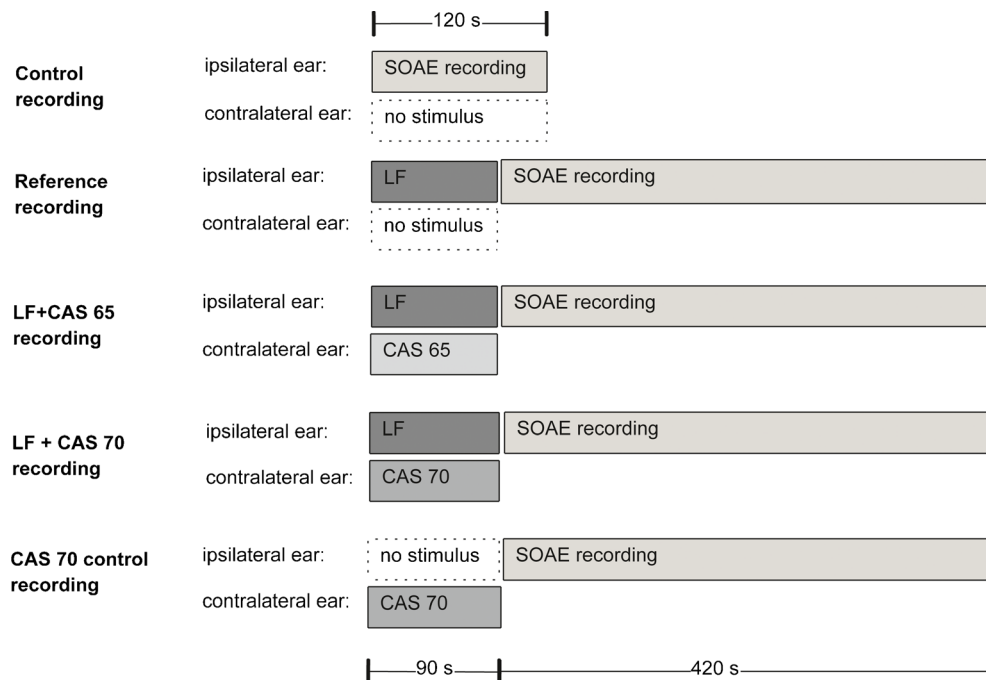 120 s
Control
recording
ipsilateral ear: SOAE recording
contralateral ear: no stimulus
Reference
recording
ipsilateral ear: LF SOAE recording
contralateral ear: no stimulus
LF+CAS 65
recording
ipsilateral ear: LF SOAE recording
contralateral ear: CAS 65
LF + CAS 70
recording
ipsilateral ear: LF SOAE recording
contralateral ear: CAS 70
CAS 70 control
recording
ipsilateral ear: no stimulus SOAE recording
contralateral ear: CAS 70
90 s 420 s